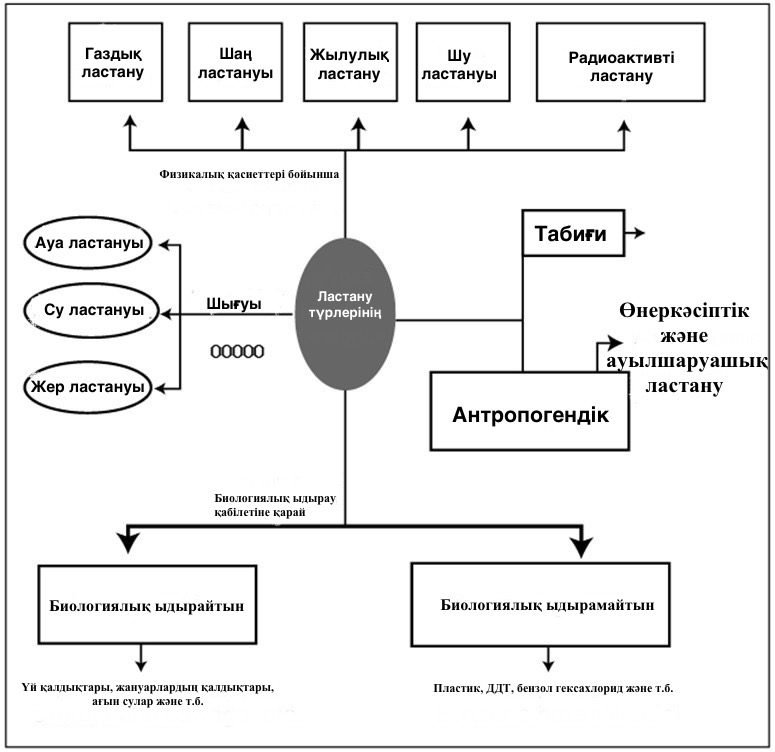 Газдық
ластану
Шаң
ластануы
Жылулық
ластану
Шу
ластануы
Радиоактивті
ластану
Физикалық қасиеттері бойынша
Ауа ластануы
Су ластануы
Жер ластануы
Шығуы
00000
Ластану
түрлерінің
Табиғи
Өнеркәсіптік
және
ауылшаруашық
ластану
Антропогендік
Биологиялық ыдырау
қабілетіне қарай
Биологиялық ыдырайтын
Биологиялық ыдырамайтын
Үй қалдықтары, жануарлардың қалдықтары,
ағын сулар және т.б.
Пластик, ДДТ, бензол гексахлорид және т.б.